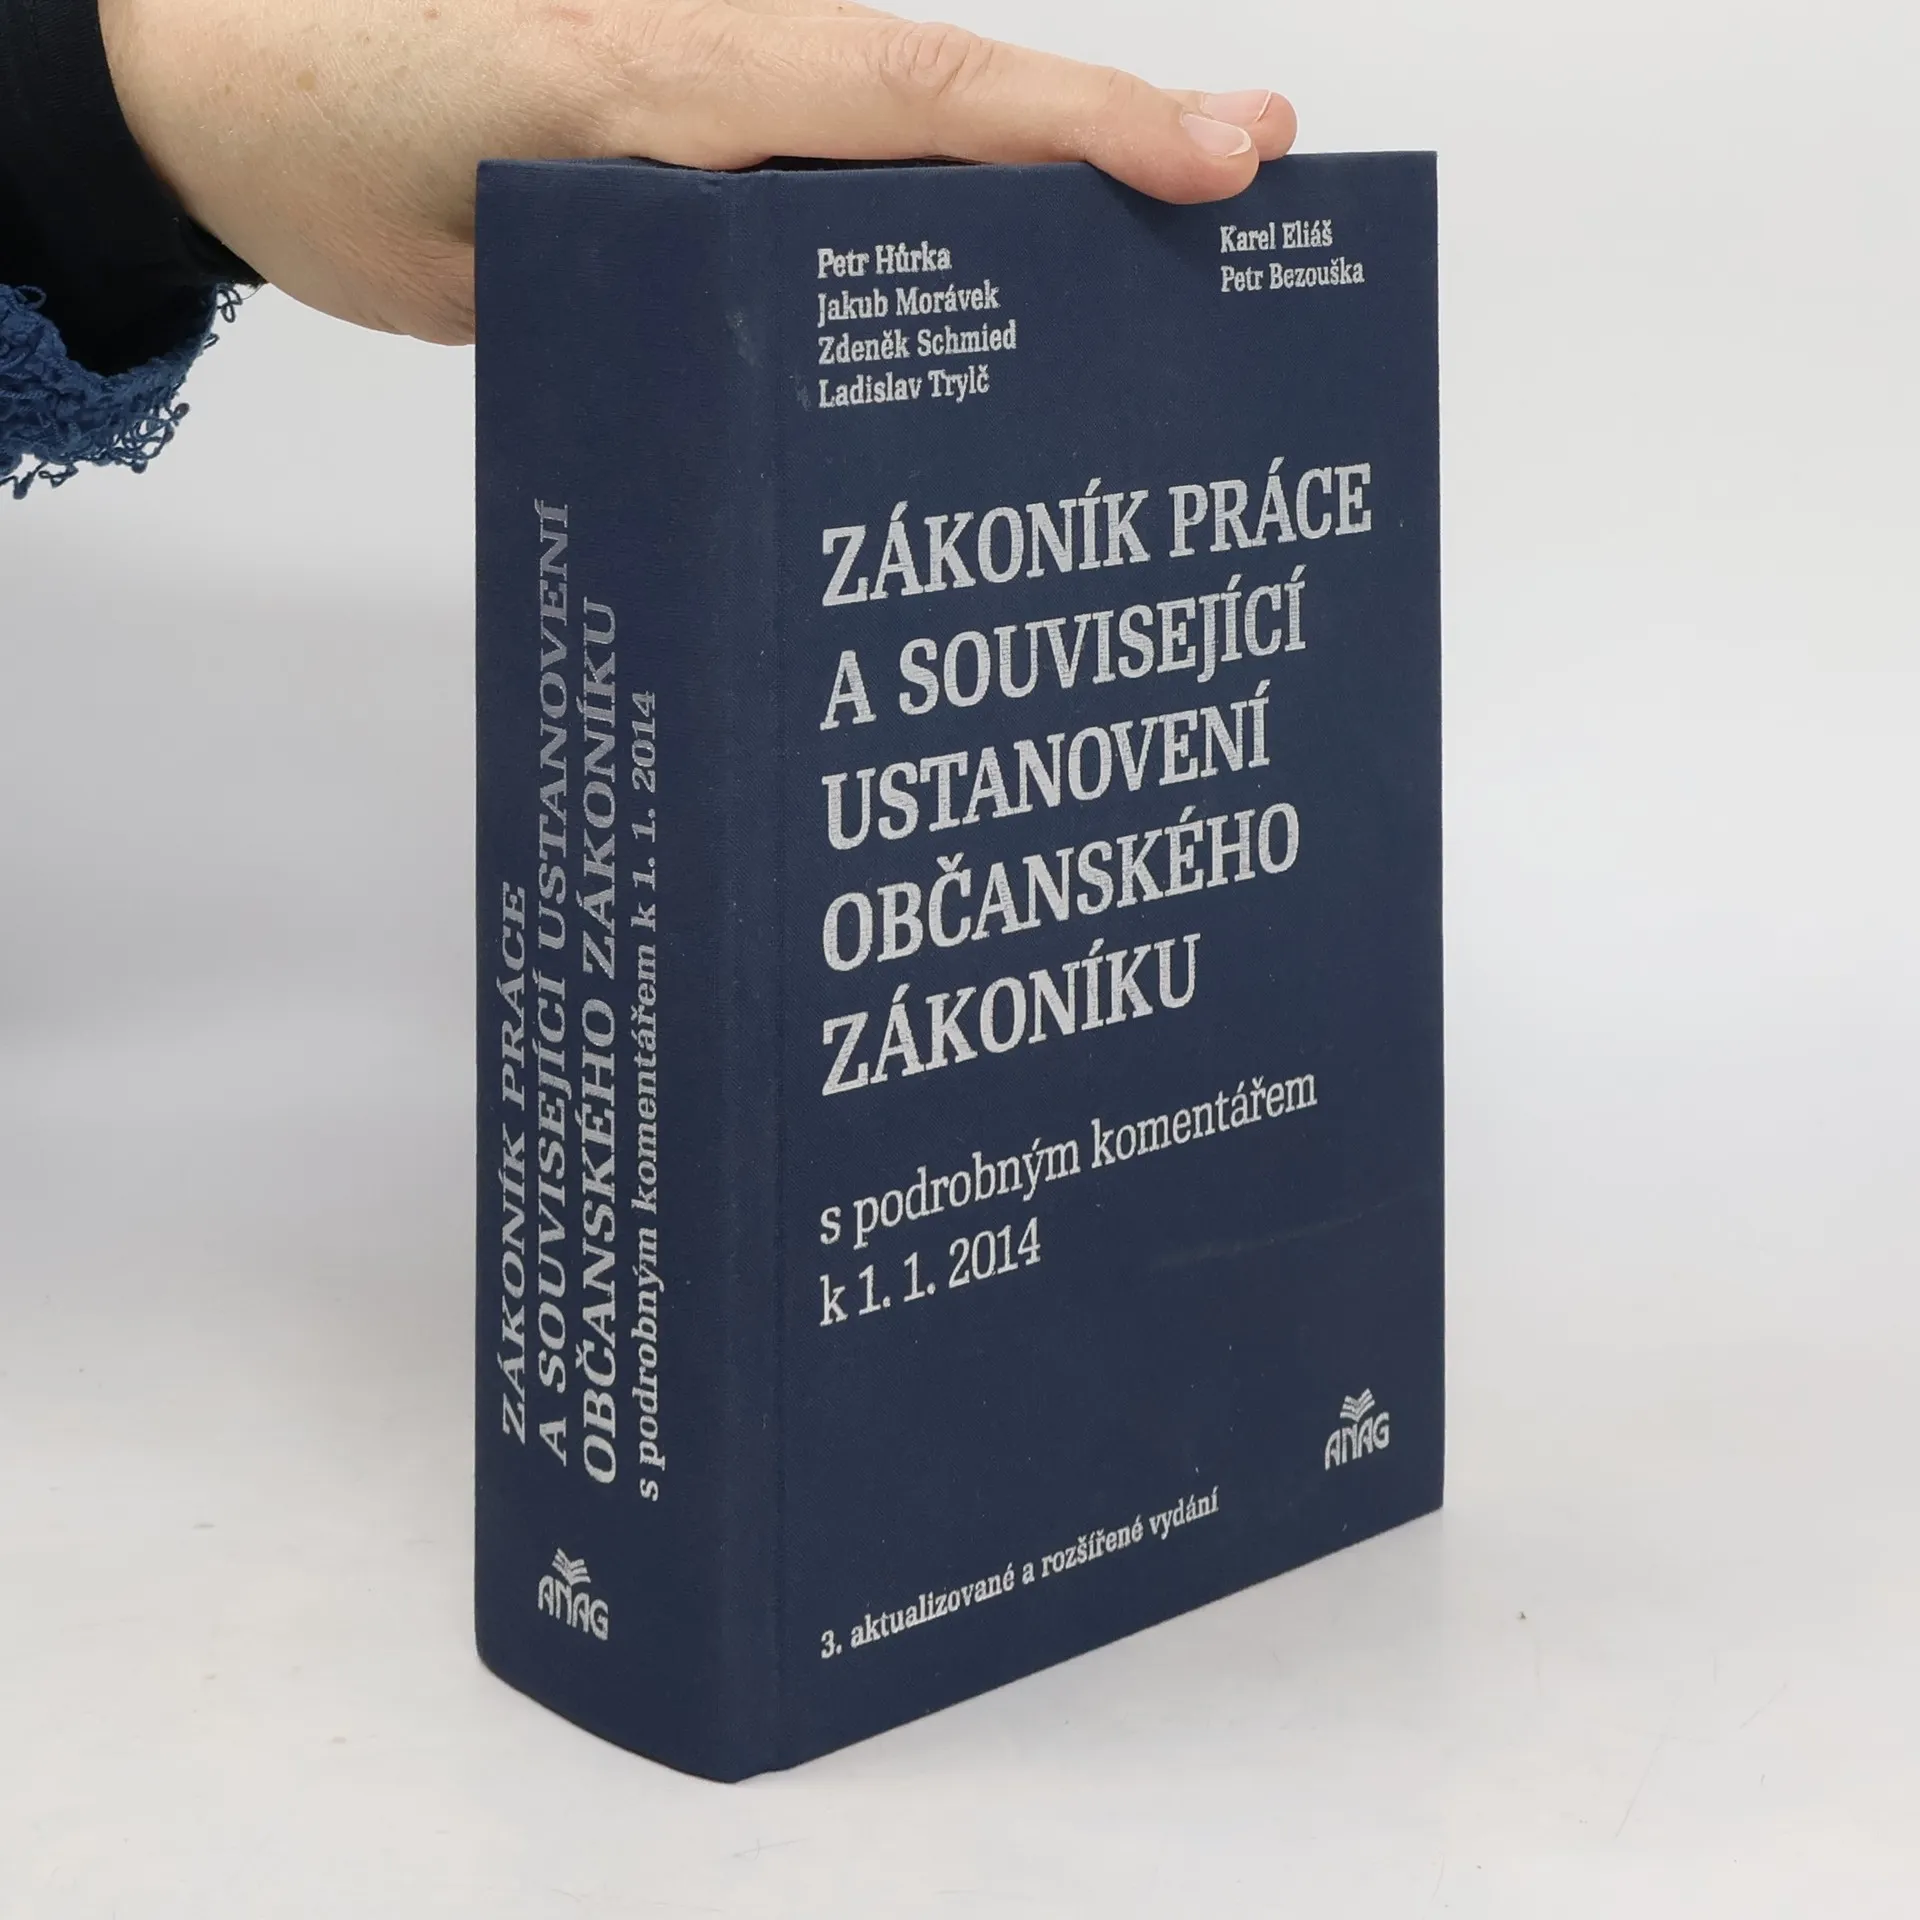 Petr Hůrka
Jakub Morávek
Zdeněk Schmied
Ladislav Trylč
Karel Eliáš
Petr Bezouška
ZÁKONÍK PRÁCE
A SOUVISEJÍCÍ
USTANOVENÍ
OBČANSKÉHO
ZÁKONÍKU
s podrobným komentářem
k 1. 1. 2014
ANAG
3. aktualizované a rozšířené vydání
ZÁKONÍK PRÁCE
A SOUVISEJÍCÍ USTANOVENÍ
OBČANSKÉHO ZÁKONÍKU
s podrobným komentářem k 1. 1. 2014
ANAG